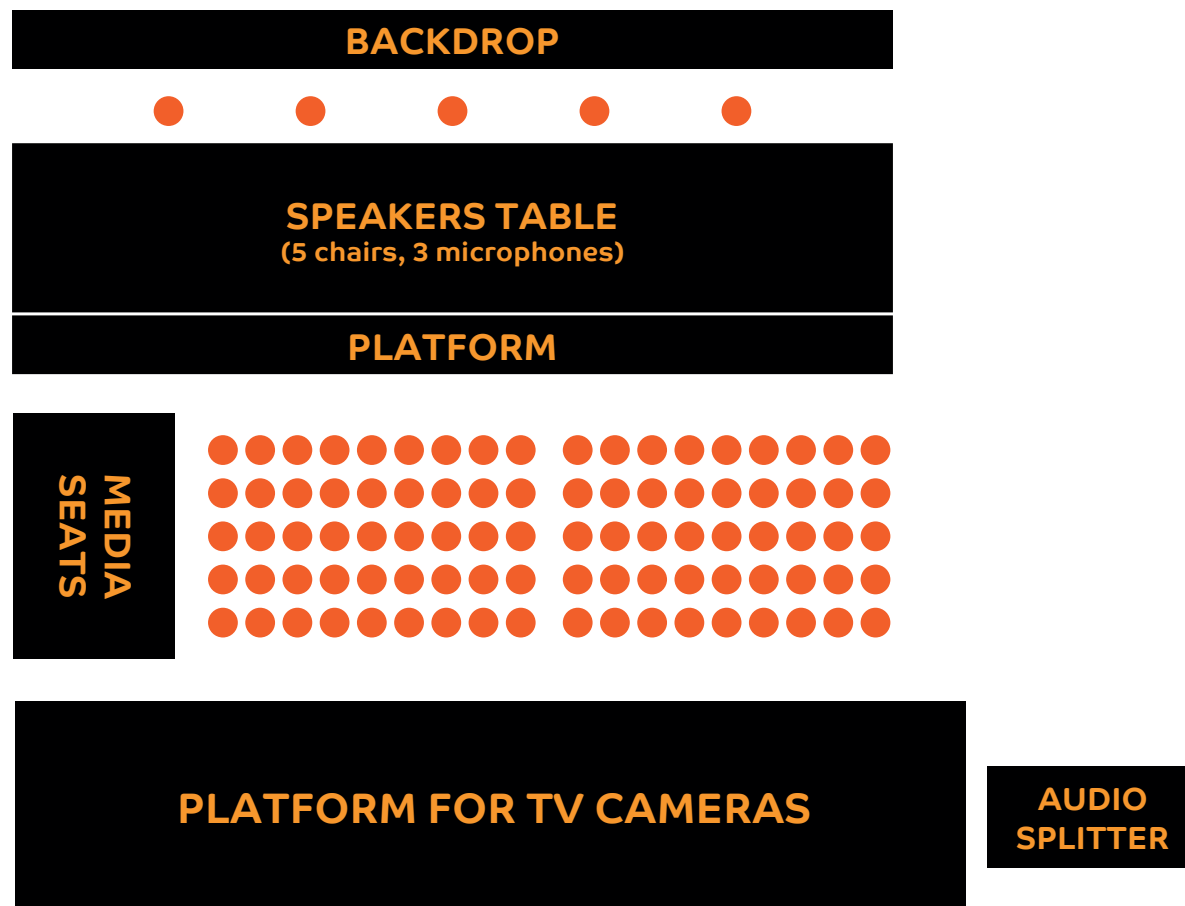 BACKDROP
SPEAKERS TABLE
(5 chairs, 3 microphones)
PLATFORM
MEDIA
SEATS
PLATFORM FOR TV CAMERAS
AUDIO
SPLITTER